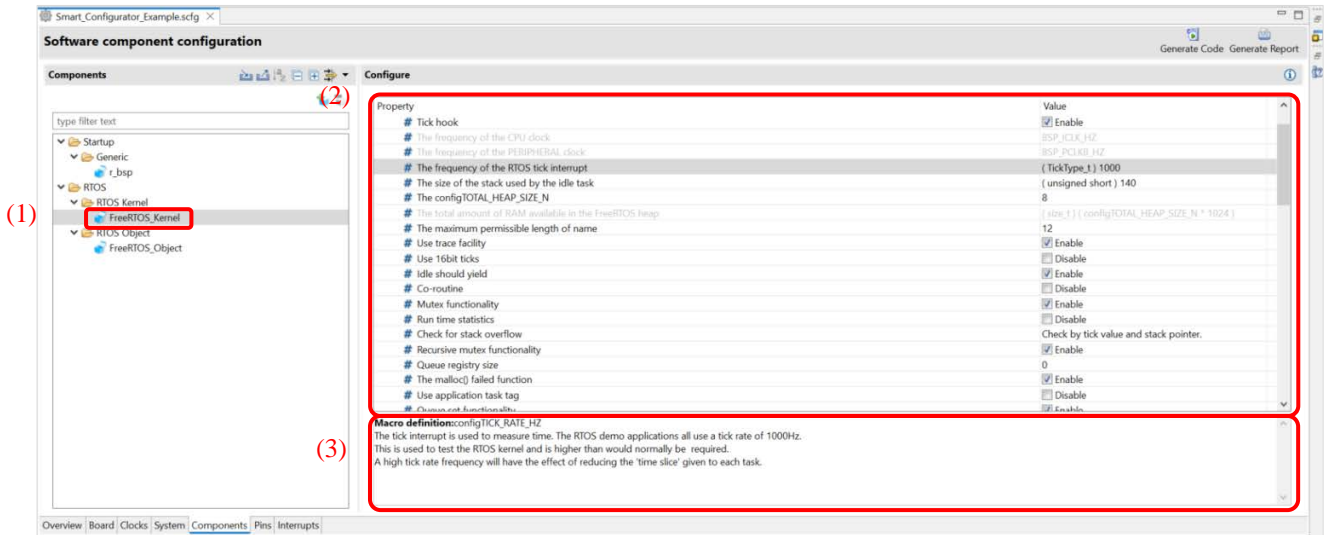 Smart_Configurator_Example.scfg
Software component configuration
Generate Code Generate Report
Components
Configure
(2)
type filter text
Startup
Generic
r_bsp
RTOS
RTOS Kernel
(1)
FreeRTOS_Kernel
RTOS Object
FreeRTOS_Object
Property Value
# Tick hook Enable
# The frequency of the CPU clock BSP_ICLK_HZ
# The frequency of the PERIPHERAL clock BSP_PCLKB_HZ
# The frequency of the RTOS tick interrupt ( TickType_t ) 1000
# The size of the stack used by the idle task ( unsigned short ) 140
# The configTOTAL_HEAP_SIZE_N 8
# The total amount of RAM available in the FreeRTOS heap ( size_t ) ( configTOTAL_HEAP_SIZE_N * 1024 )
# The maximum permissible length of name 12
# Use trace facility Enable
# Use 16bit ticks Disable
# Idle should yield Enable
# Co-routine Disable
# Mutex functionality Enable
# Run time statistics Disable
# Check for stack overflow Check by tick value and stack pointer.
# Recursive mutex functionality Enable
# Queue registry size 0
# The malloc() failed function Enable
# Use application task tag Disable
# Queue set functionality Enable
(3)
Macro definition:configTICK_RATE_HZ
The tick interrupt is used to measure time. The RTOS demo applications all use a tick rate of 1000Hz.
This is used to test the RTOS kernel and is higher than would normally be required.
A high tick rate frequency will have the effect of reducing the 'time slice' given to each task.
Overview Board Clocks System Components Pins Interrupts